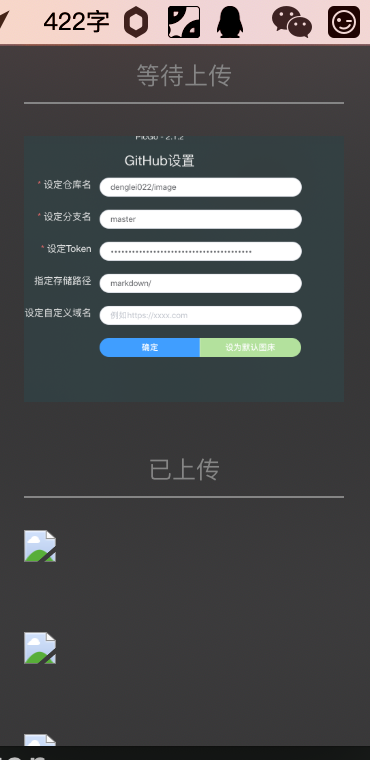 422字
等待上传
PicGo - 2.1.2
GitHub设置
* 设定仓库名 denglei022/image
* 设定分支名 master
* 设定Token
指定存储路径 markdown/
设定自定义域名 例如https://xxxx.com
确定 设为默认图床
已上传